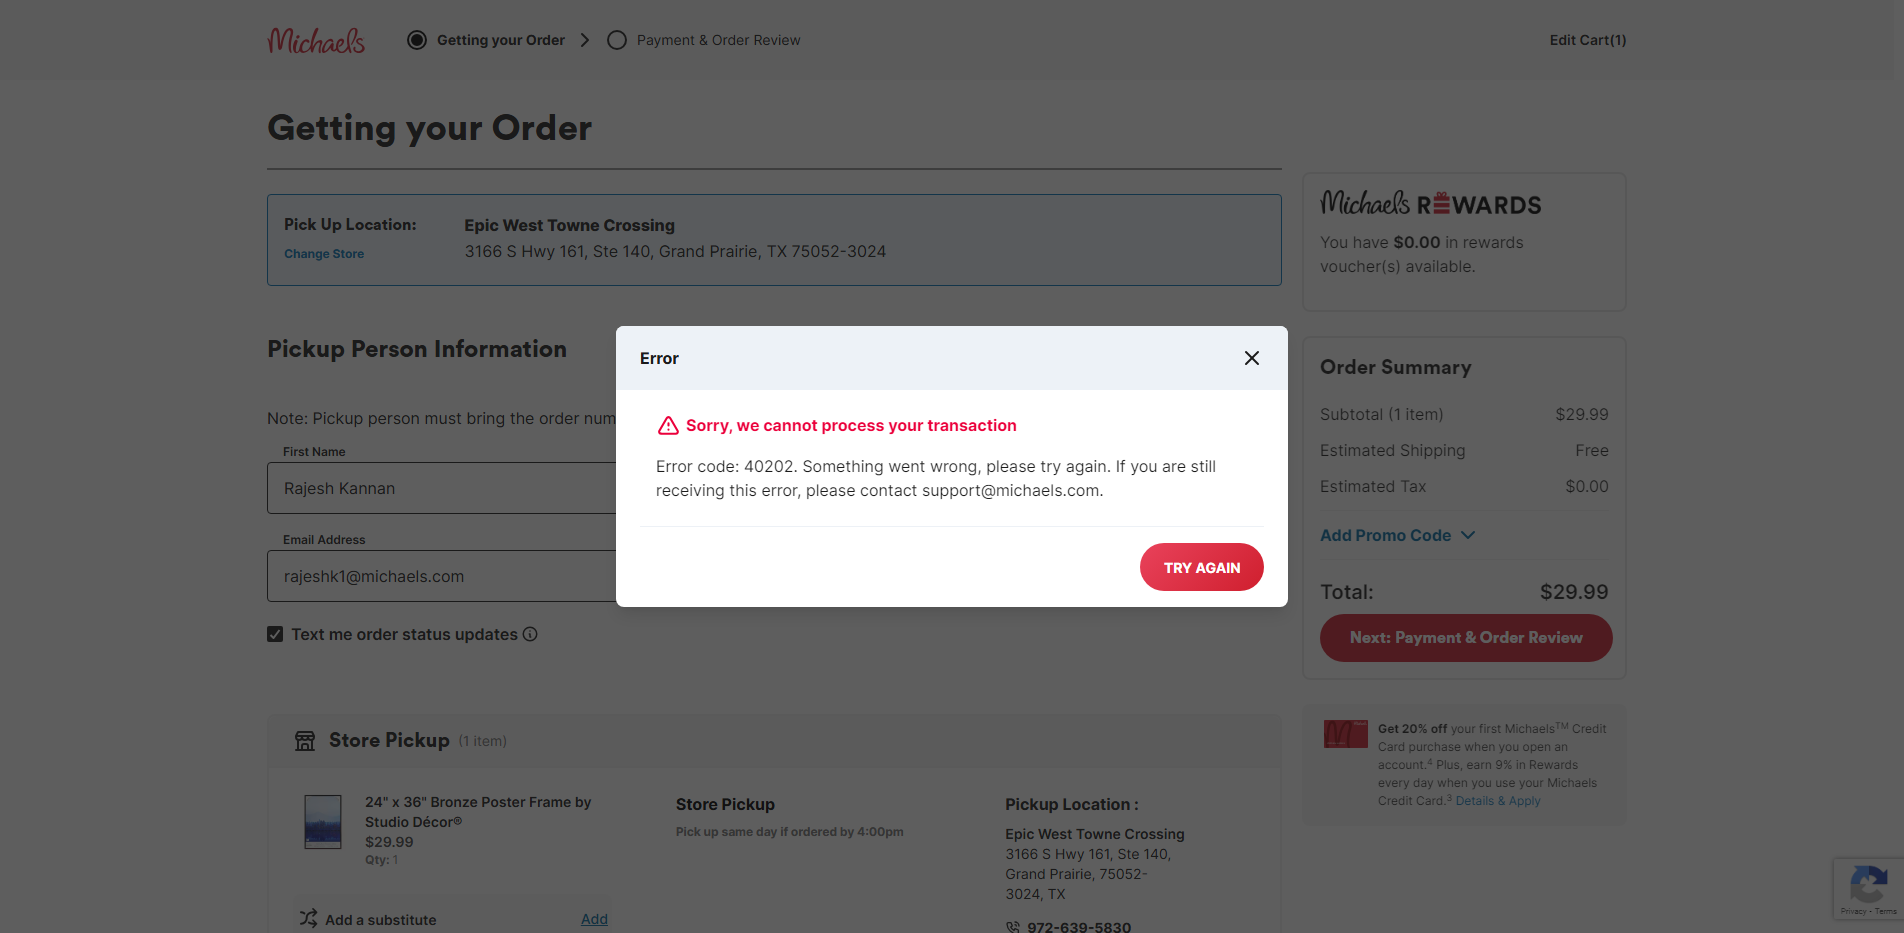 Michaels
Getting your Order
Payment & Order Review
Edit Cart(1)
Getting your Order
Pick Up Location:
Change Store
Epic West Towne Crossing
3166 S Hwy 161, Ste 140, Grand Prairie, TX 75052-3024
Michaels REWARDS
You have $0.00 in rewards
voucher(s) available.
Pickup Person Information
Note: Pickup person must bring the order num
First Name
Rajesh Kannan
Email Address
rajeshk1@michaels.com
Text me order status updates
Error
Sorry, we cannot process your transaction
Error code: 40202. Something went wrong, please try again. If you are still
receiving this error, please contact support@michaels.com.
TRY AGAIN
Order Summary
Subtotal (1 item) $29.99
Estimated Shipping Free
Estimated Tax $0.00
Add Promo Code
Total: $29.99
Next: Payment & Order Review
Get 20% off your first Michaels™ Credit
Card purchase when you open an
account.⁴ Plus, earn 9% in Rewards
every day when you use your Michaels
Credit Card.³ Details & Apply
Store Pickup (1 item)
24" x 36" Bronze Poster Frame by
Studio Décor®
$29.99
Qty: 1
Add a substitute
Add
Store Pickup
Pick up same day if ordered by 4:00pm
Pickup Location :
Epic West Towne Crossing
3166 S Hwy 161, Ste 140,
Grand Prairie, 75052-
3024, TX
972-639-5830
Privacy - Terms